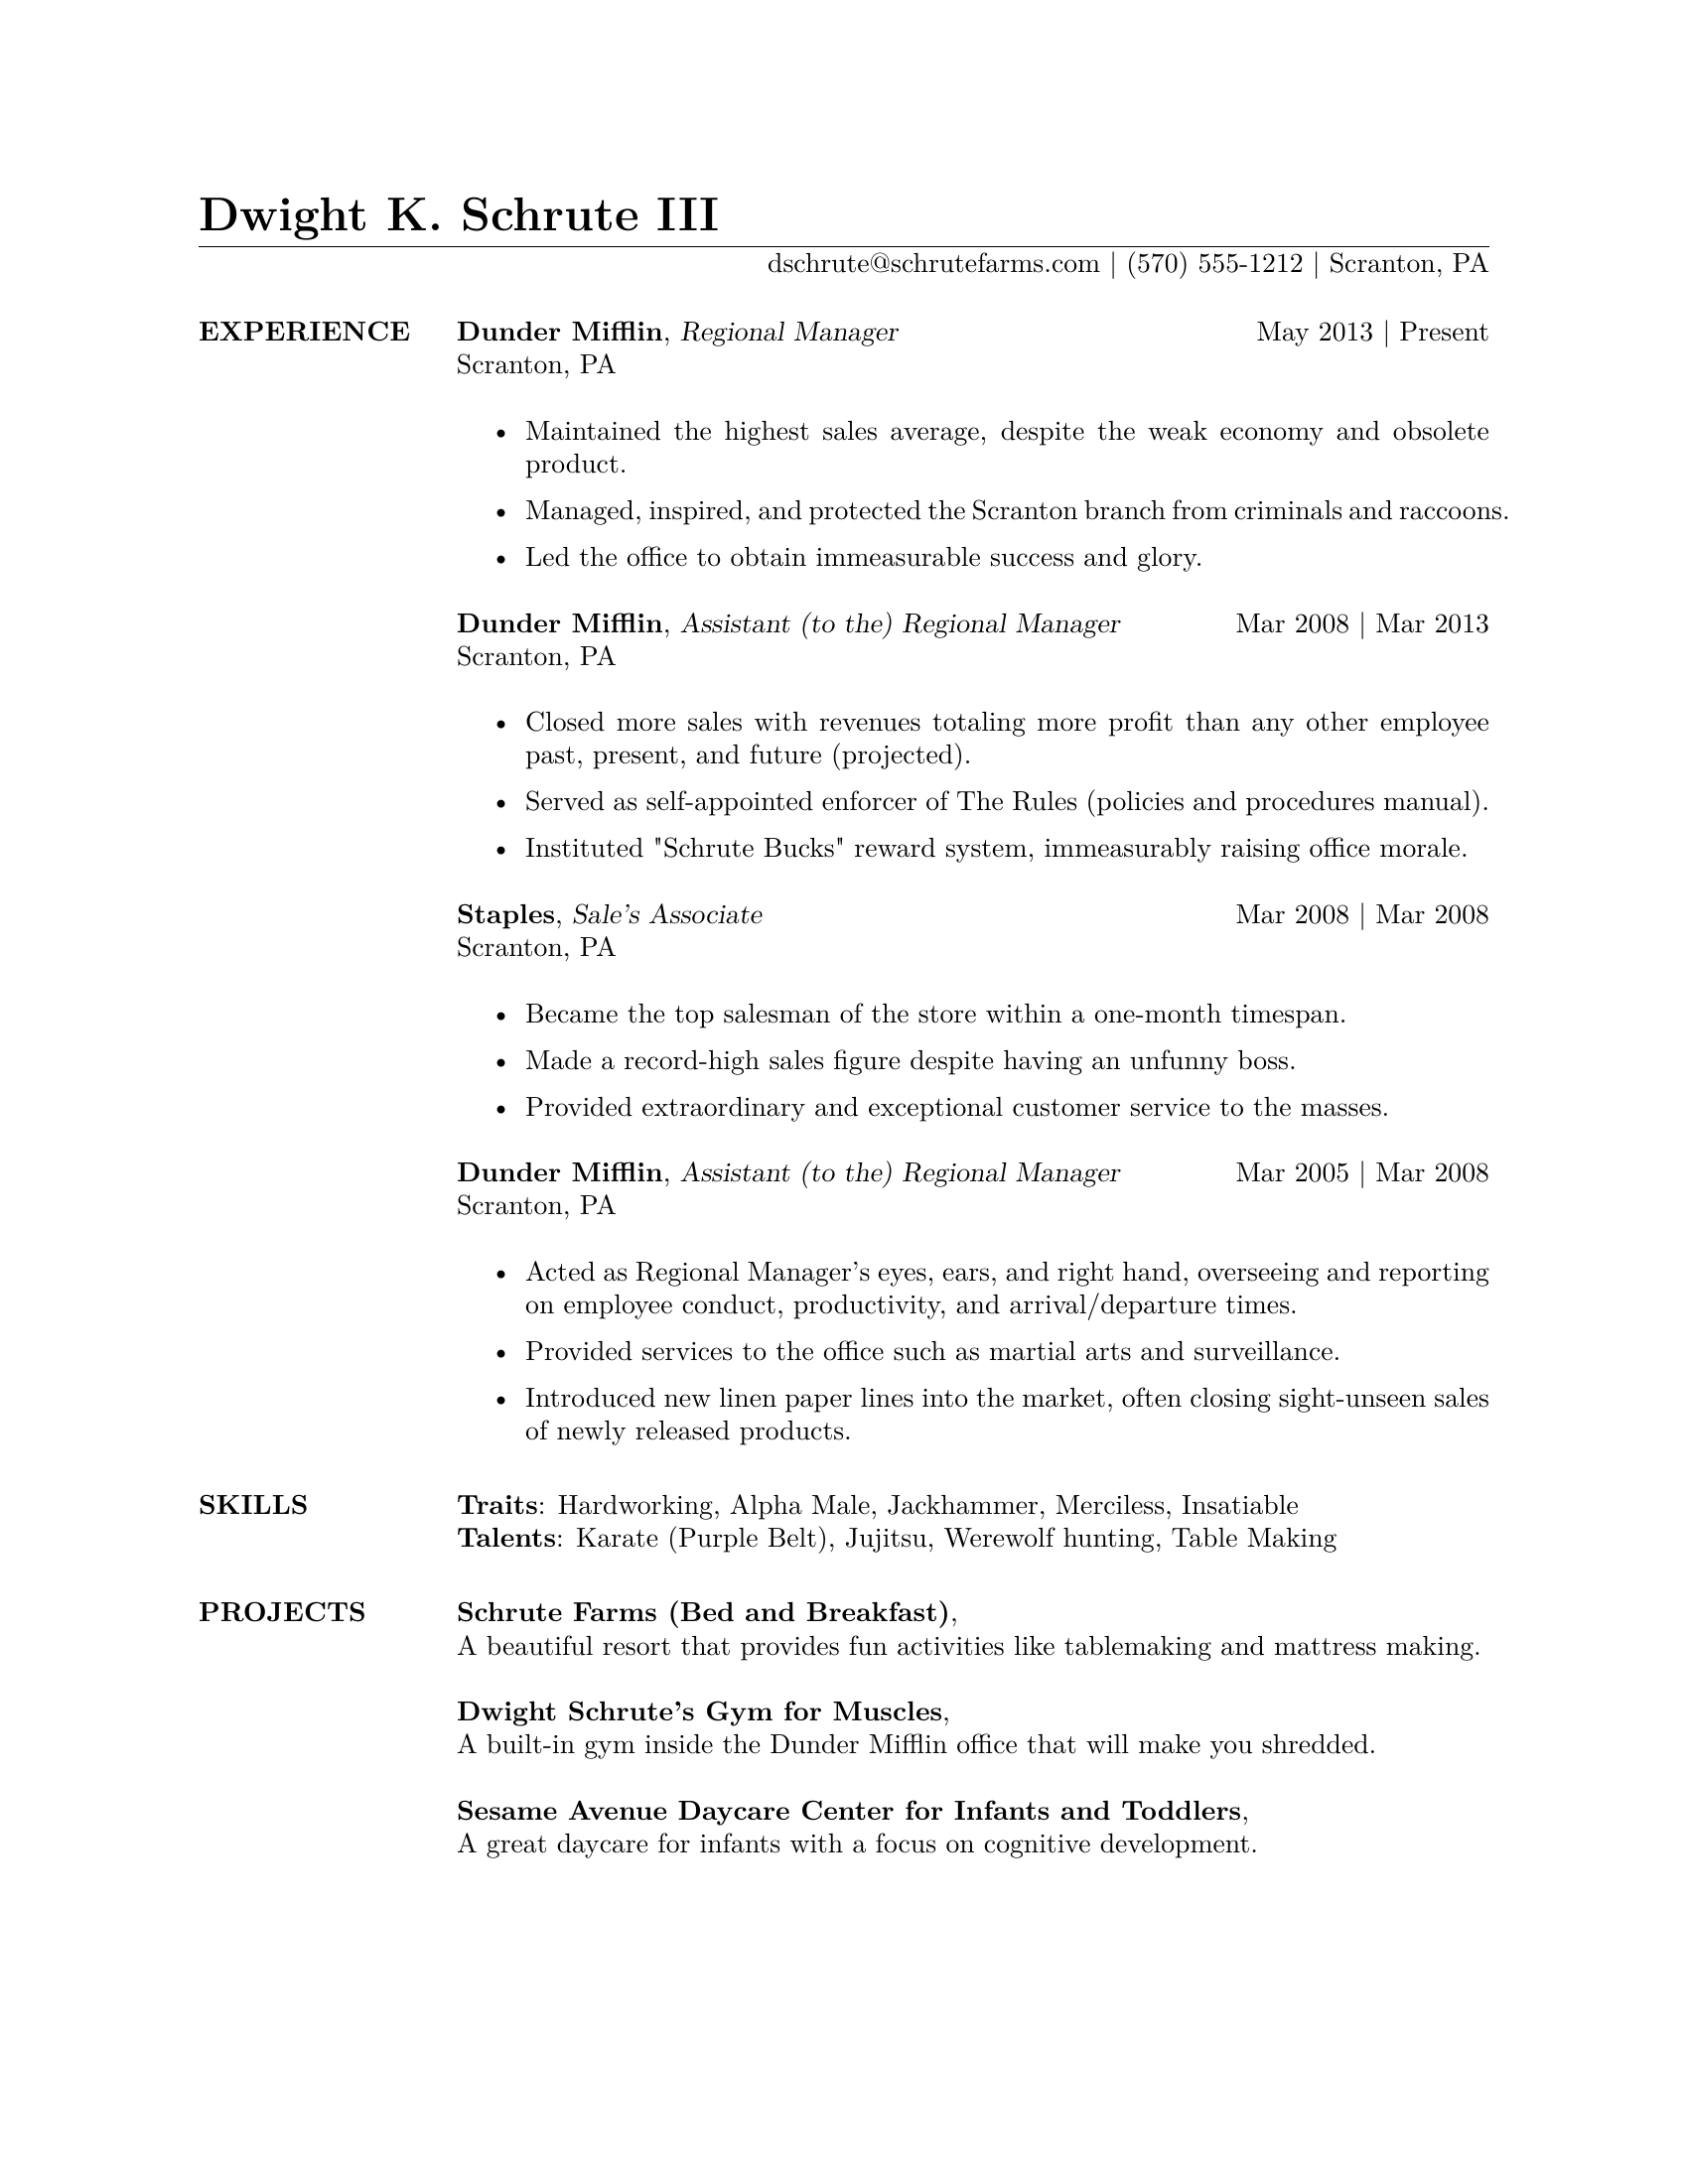 Dwight K. Schrute III
dschrute@schrutefarms.com | (570) 555-1212 | Scranton, PA
EXPERIENCE Dunder Mifflin, Regional Manager May 2013 | Present
Scranton, PA
• Maintained the highest sales average, despite the weak economy and obsolete
product.
• Managed, inspired, and protected the Scranton branch from criminals and raccoons.
• Led the office to obtain immeasurable success and glory.
Dunder Mifflin, Assistant (to the) Regional Manager Mar 2008 | Mar 2013
Scranton, PA
• Closed more sales with revenues totaling more profit than any other employee
past, present, and future (projected).
• Served as self-appointed enforcer of The Rules (policies and procedures manual).
• Instituted "Schrute Bucks" reward system, immeasurably raising office morale.
Staples, Sale's Associate Mar 2008 | Mar 2008
Scranton, PA
• Became the top salesman of the store within a one-month timespan.
• Made a record-high sales figure despite having an unfunny boss.
• Provided extraordinary and exceptional customer service to the masses.
Dunder Mifflin, Assistant (to the) Regional Manager Mar 2005 | Mar 2008
Scranton, PA
• Acted as Regional Manager's eyes, ears, and right hand, overseeing and reporting
on employee conduct, productivity, and arrival/departure times.
• Provided services to the office such as martial arts and surveillance.
• Introduced new linen paper lines into the market, often closing sight-unseen sales
of newly released products.
SKILLS Traits: Hardworking, Alpha Male, Jackhammer, Merciless, Insatiable
Talents: Karate (Purple Belt), Jujitsu, Werewolf hunting, Table Making
PROJECTS Schrute Farms (Bed and Breakfast),
A beautiful resort that provides fun activities like tablemaking and mattress making.
Dwight Schrute's Gym for Muscles,
A built-in gym inside the Dunder Mifflin office that will make you shredded.
Sesame Avenue Daycare Center for Infants and Toddlers,
A great daycare for infants with a focus on cognitive development.